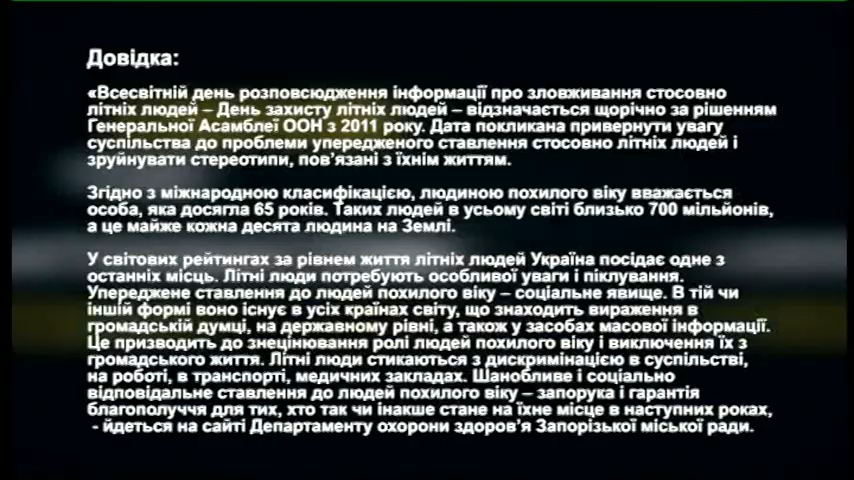 Довідка:
«Всесвітній день розповсюдження інформації про зловживання стосовно
літніх людей – День захисту літніх людей – відзначається щорічно за рішенням
Генеральної Асамблеї ООН з 2011 року. Дата покликана привернути увагу
суспільства до проблеми упередженого ставлення стосовно літніх людей і
зруйнувати стереотипи, пов'язані з їхнім життям.
Згідно з міжнародною класифікацією, людиною похилого віку вважається
особа, яка досягла 65 років. Таких людей в усьому світі близько 700 мільйонів,
а це майже кожна десята людина на Землі.
У світових рейтингах за рівнем життя літніх людей Україна посідає одне з
останніх місць. Літні люди потребують особливої уваги і піклування.
Упереджене ставлення до людей похилого віку – соціальне явище. В тій чи
іншій формі воно існує в усіх країнах світу, що знаходить вираження в
громадській думці, на державному рівні, а також у засобах масової інформації.
Це призводить до знецінювання ролі людей похилого віку і виключення їх з
громадського життя. Літні люди стикаються з дискримінацією в суспільстві,
на роботі, в транспорті, медичних закладах. Шанобливе і соціально
відповідальне ставлення до людей похилого віку – запорука і гарантія
благополуччя для тих, хто так чи інакше стане на їхне місце в наступних роках,
- йдеться на сайті Департаменту охорони здоров'я Запорізької міської ради.